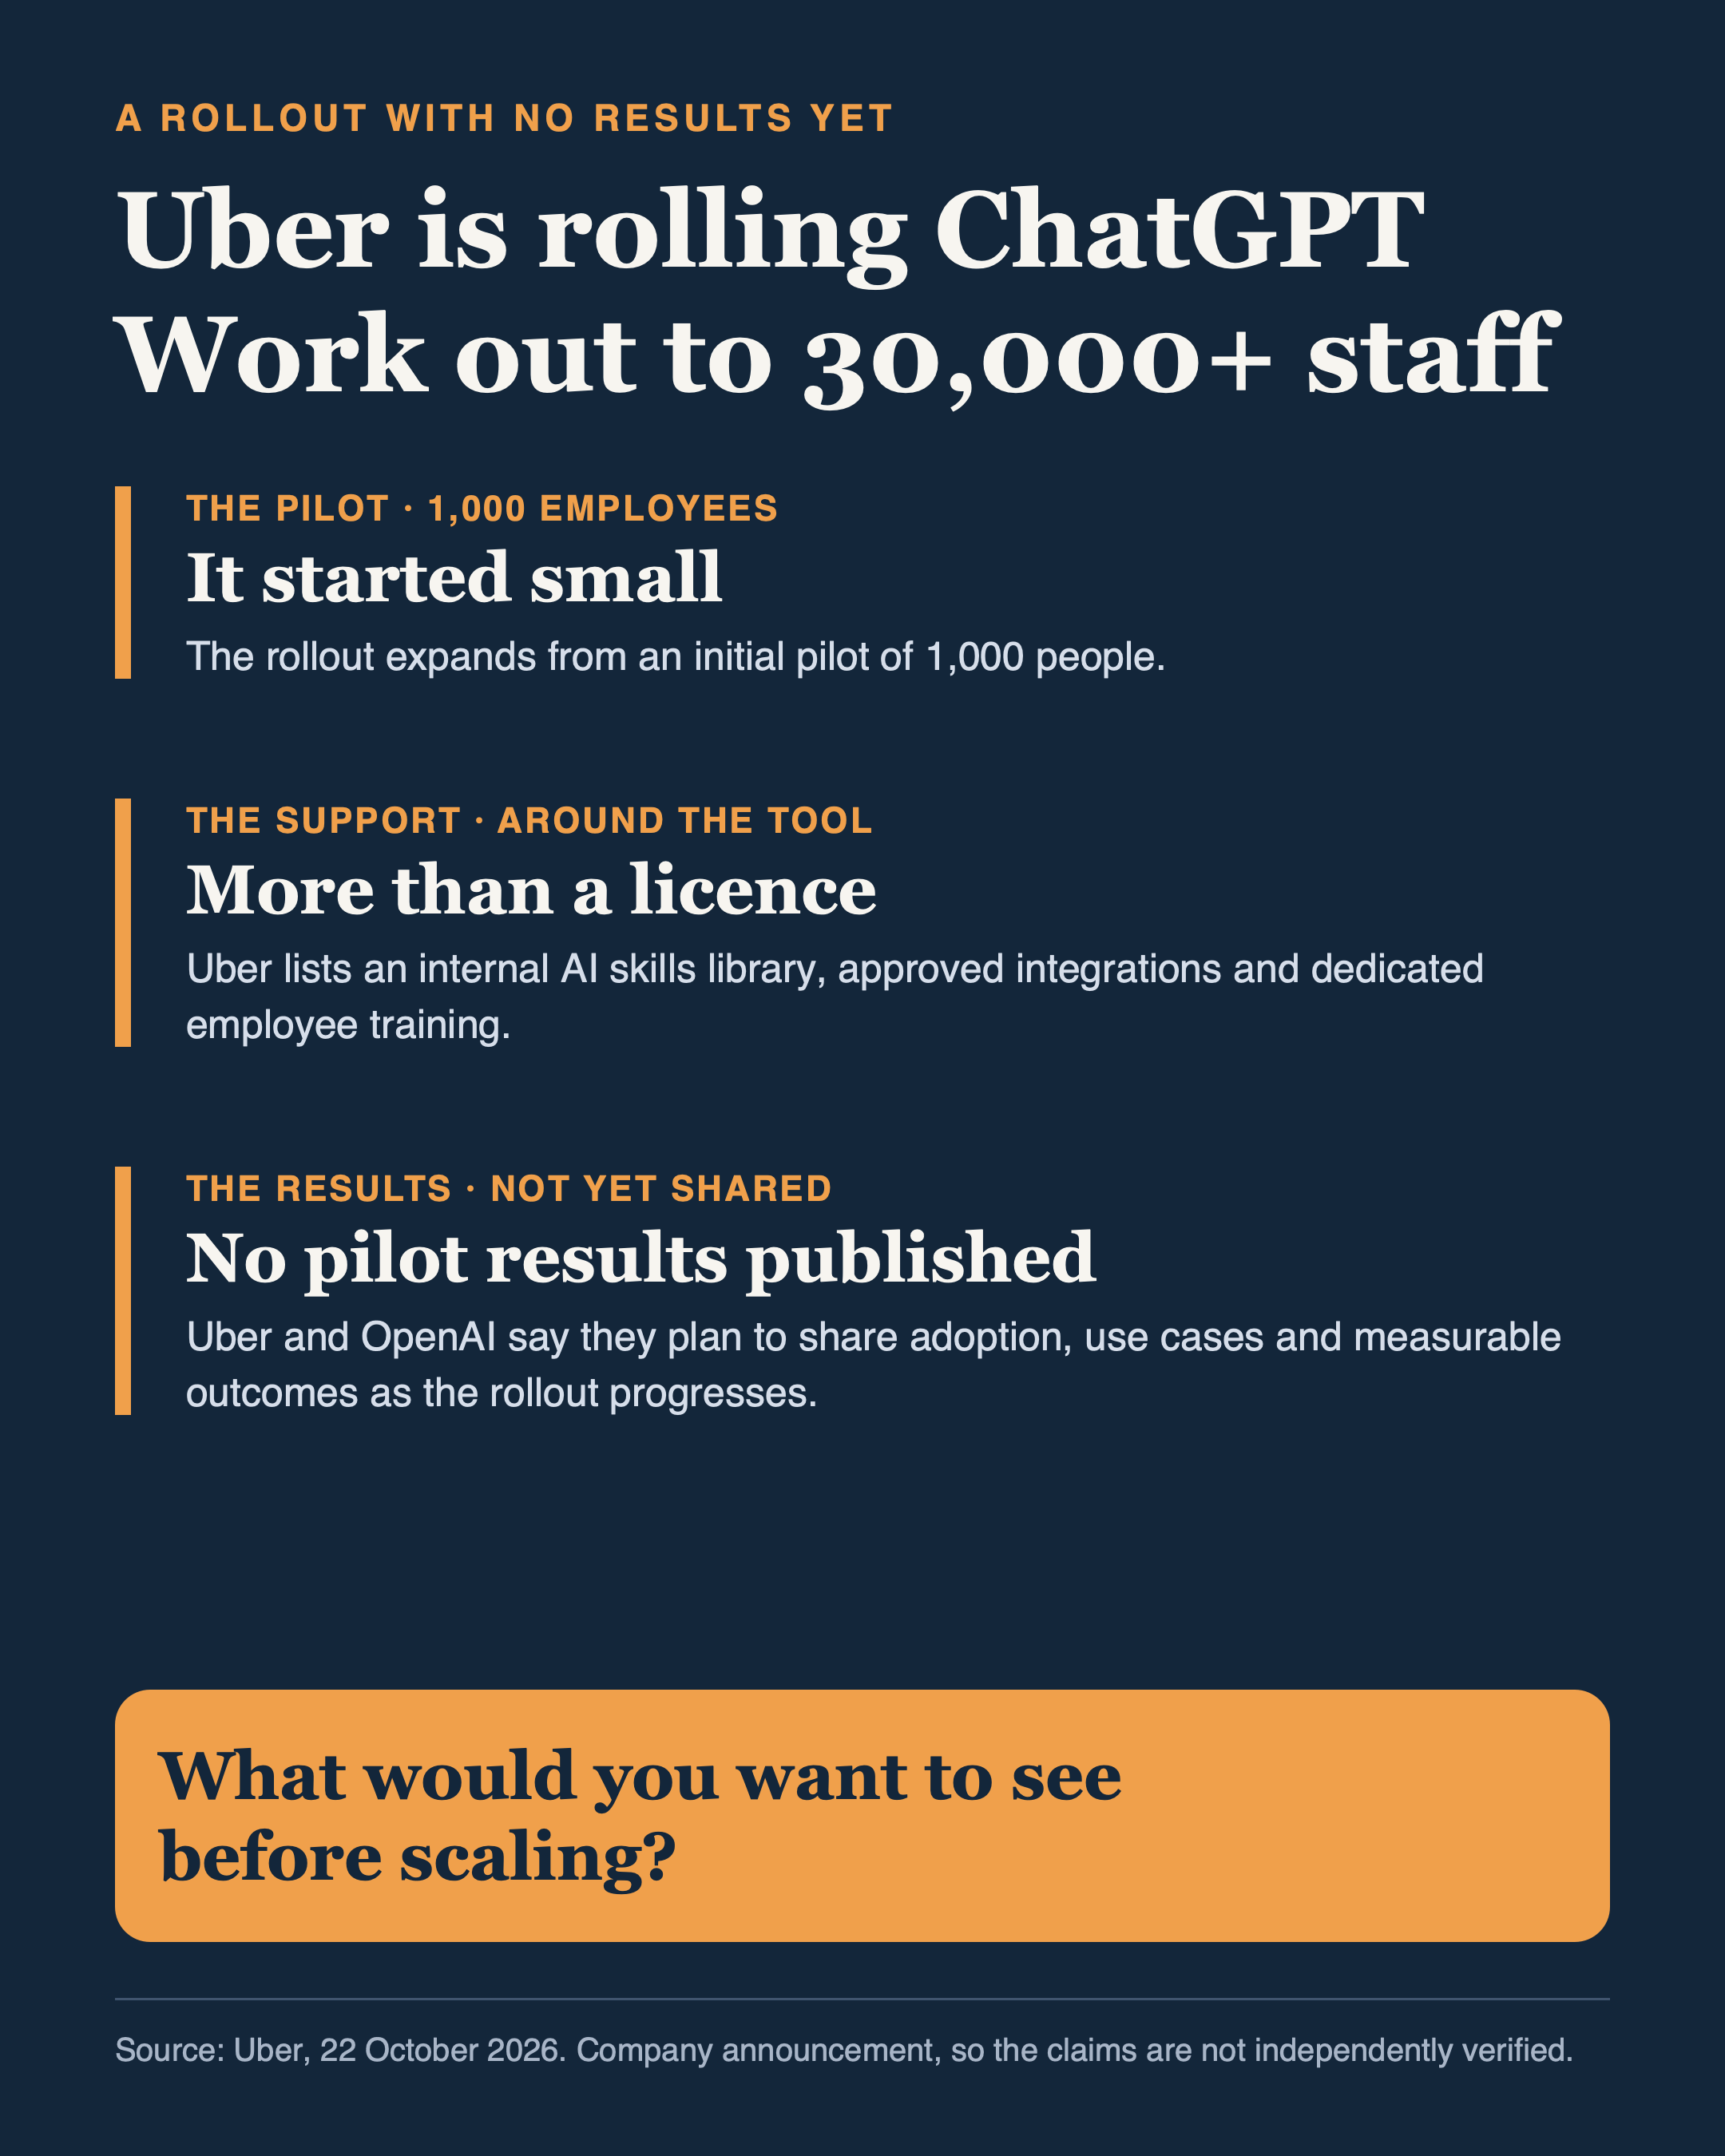 A ROLLOUT WITH NO RESULTS YET
Uber is rolling ChatGPT
Work out to 30,000+ staff
THE PILOT · 1,000 EMPLOYEES
It started small
The rollout expands from an initial pilot of 1,000 people.
THE SUPPORT · AROUND THE TOOL
More than a licence
Uber lists an internal AI skills library, approved integrations and dedicated
employee training.
THE RESULTS · NOT YET SHARED
No pilot results published
Uber and OpenAI say they plan to share adoption, use cases and measurable
outcomes as the rollout progresses.
What would you want to see
before scaling?
Source: Uber, 22 October 2026. Company announcement, so the claims are not independently verified.